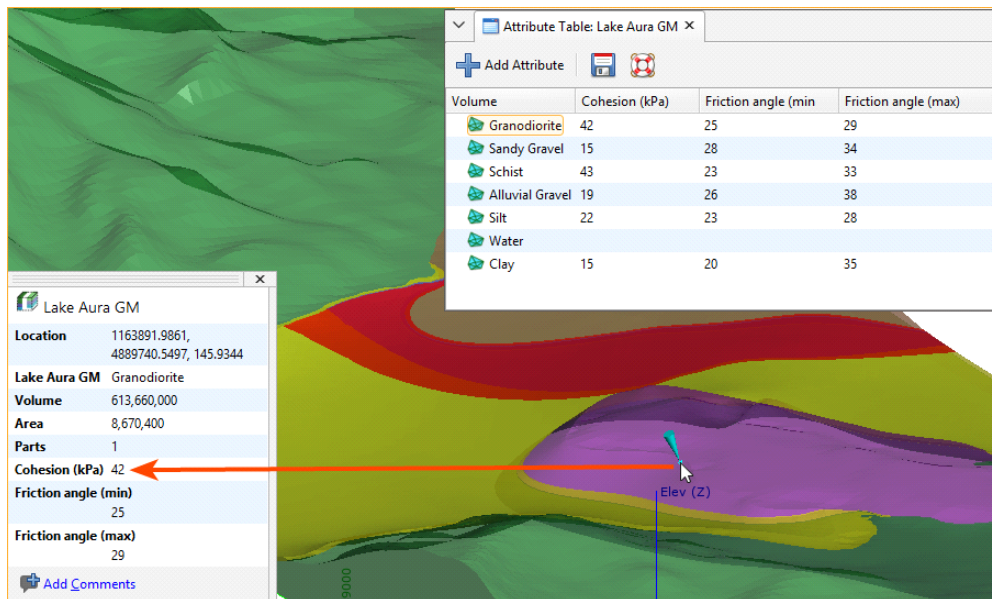 Attribute Table: Lake Aura GM
Add Attribute
Volume Cohesion (kPa) Friction angle (min Friction angle (max)
Granodiorite 42 25 29
Sandy Gravel 15 28 34
Schist 43 23 33
Alluvial Gravel 19 26 38
Silt 22 23 28
Water
Clay 15 20 35
Lake Aura GM
Location 1163891.9861,
4889740.5497, 145.9344
Lake Aura GM Granodiorite
Volume 613,660,000
Area 8,670,400
Parts 1
Cohesion (kPa) 42
Friction angle (min)
25
Friction angle (max)
29
Add Comments
Elev (Z)
9000